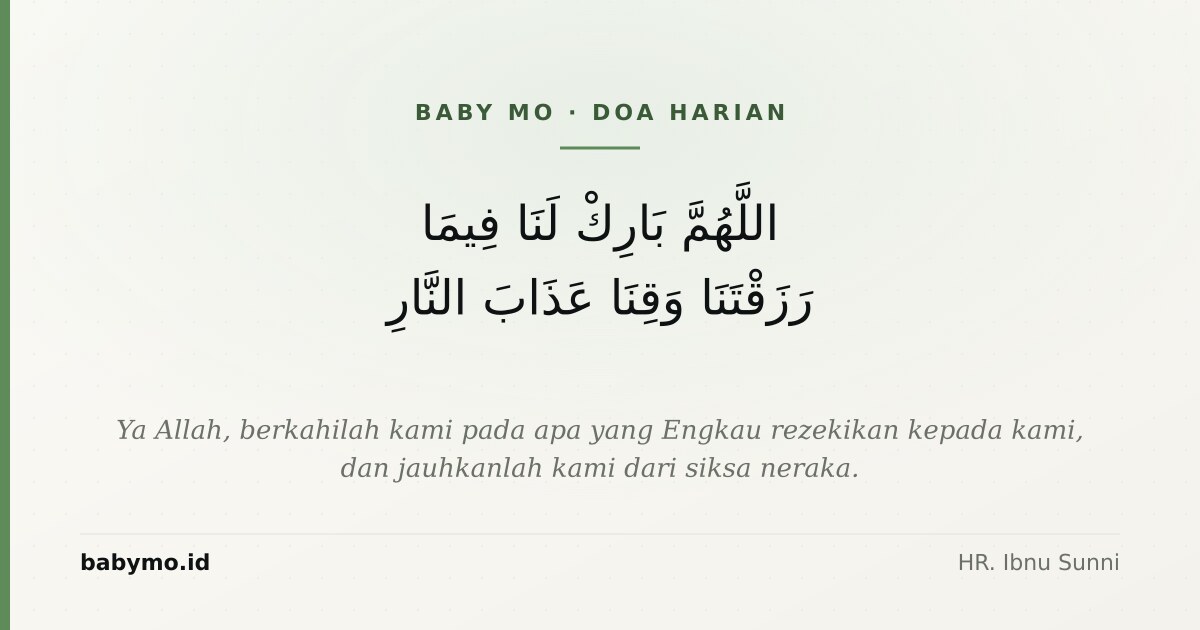 BABY MO · DOA HARIAN
اللَّهُمَّ بَارِكْ لَنَا فِيمَا
رَزَقْتَنَا وَقِنَا عَذَابَ النَّارِ
Ya Allah, berkahilah kami pada apa yang Engkau rezekikan kepada kami,
dan jauhkanlah kami dari siksa neraka.
babymo.id
HR. Ibnu Sunni